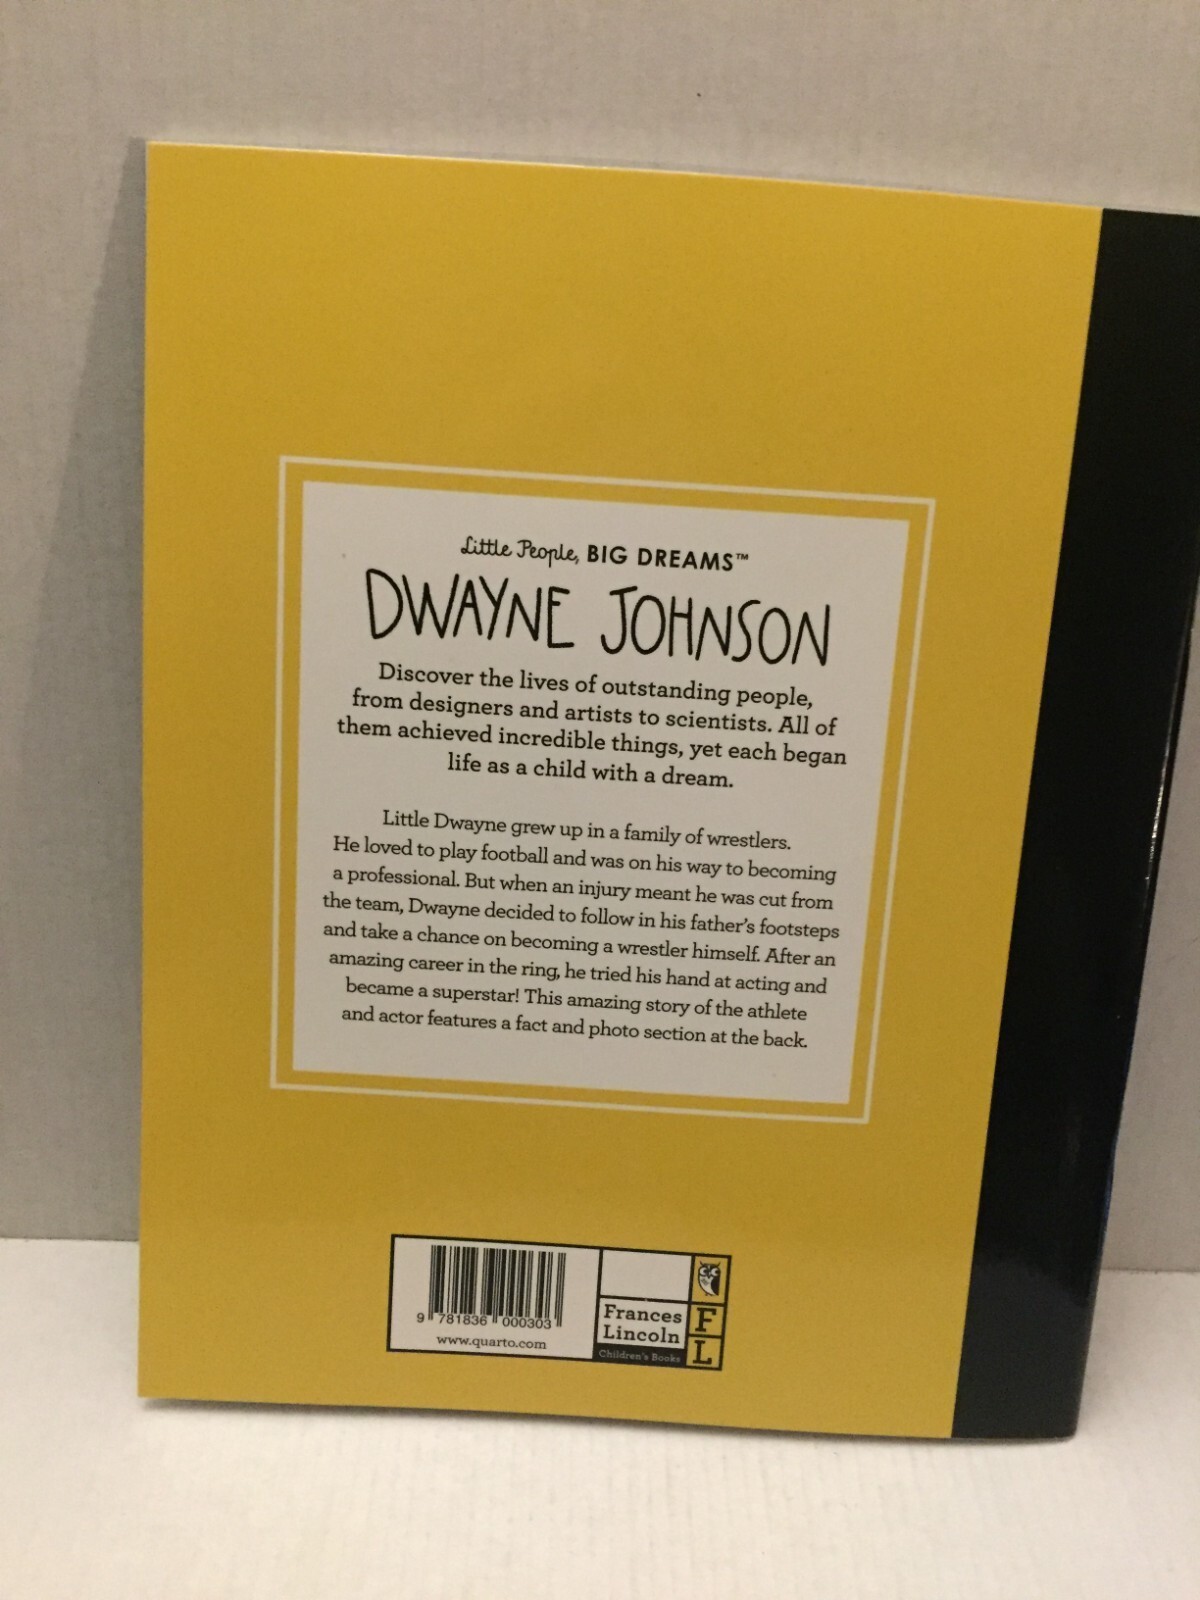 Little People, BIG DREAMS™
DWAYNE JOHNSON
Discover the lives of outstanding people,
from designers and artists to scientists. All of
them achieved incredible things, yet each began
life as a child with a dream.
Little Dwayne grew up in a family of wrestlers.
He loved to play football and was on his way to becoming
a professional. But when an injury meant he was cut from
the team, Dwayne decided to follow in his father's footsteps
and take a chance on becoming a wrestler himself. After an
amazing career in the ring, he tried his hand at acting and
became a superstar! This amazing story of the athlete
and actor features a fact and photo section at the back.
9 781836 000303
www.quarto.com
Frances
Lincoln
Children's Books
F
L